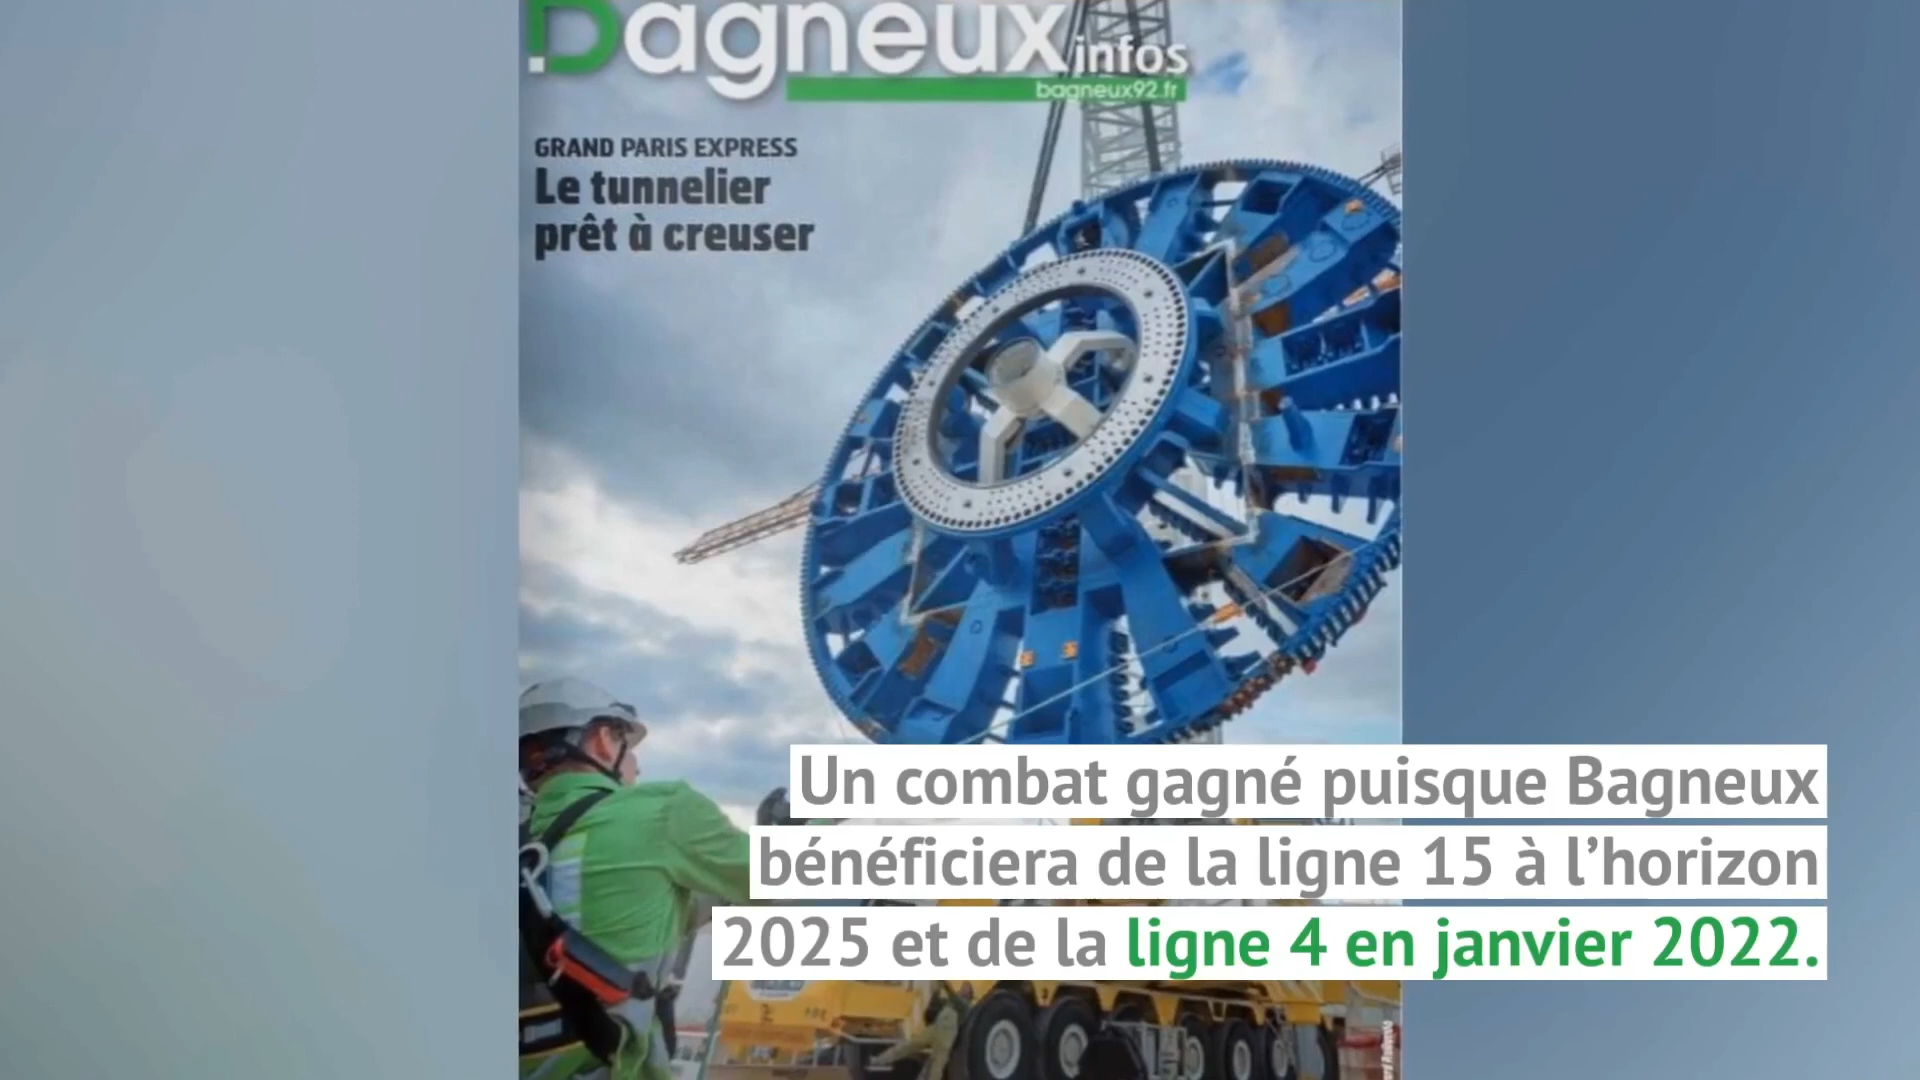 Bagneux infos
bagneux92.fr
GRAND PARIS EXPRESS
Le tunnelier
prêt à creuser
Un combat gagné puisque Bagneux
bénéficiera de la ligne 15 à l’horizon
2025 et de la ligne 4 en janvier 2022.